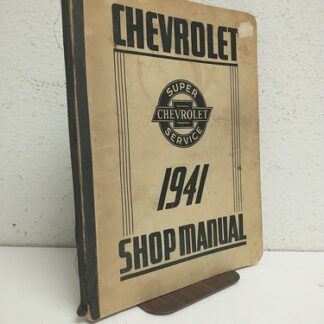 CHEVROLET
SUPER
CHEVROLET
SERVICE
1941
SHOP MANUAL